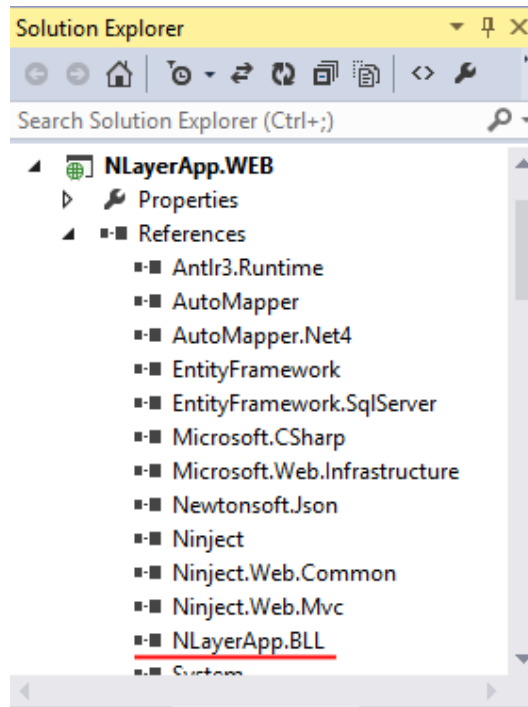 Solution Explorer
Search Solution Explorer (Ctrl+;)
NLayerApp.WEB
Properties
References
Antlr3.Runtime
AutoMapper
AutoMapper.Net4
EntityFramework
EntityFramework.SqlServer
Microsoft.CSharp
Microsoft.Web.Infrastructure
Newtonsoft.Json
Ninject
Ninject.Web.Common
Ninject.Web.Mvc
NLayerApp.BLL
System